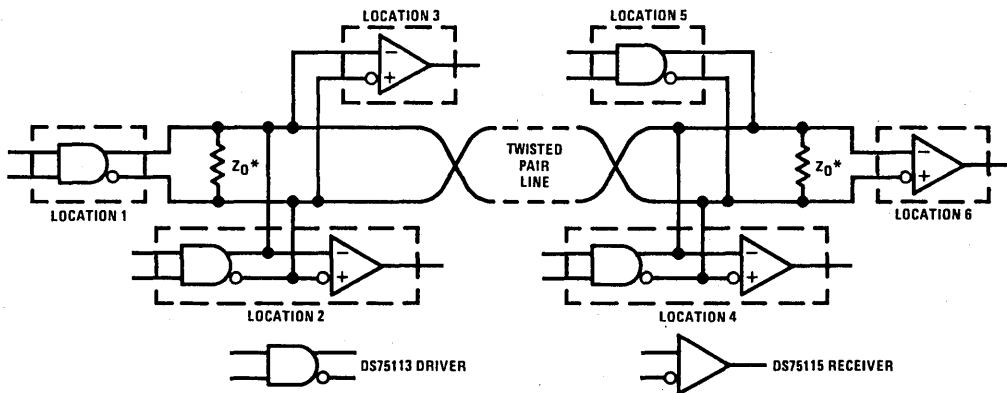 LOCATION 3
LOCATION 5
-
+
Z0*
TWISTED
PAIR
LINE
Z0*
-
+
LOCATION 1
LOCATION 6
-
+
-
+
LOCATION 2
LOCATION 4
DS75113 DRIVER
DS75115 RECEIVER